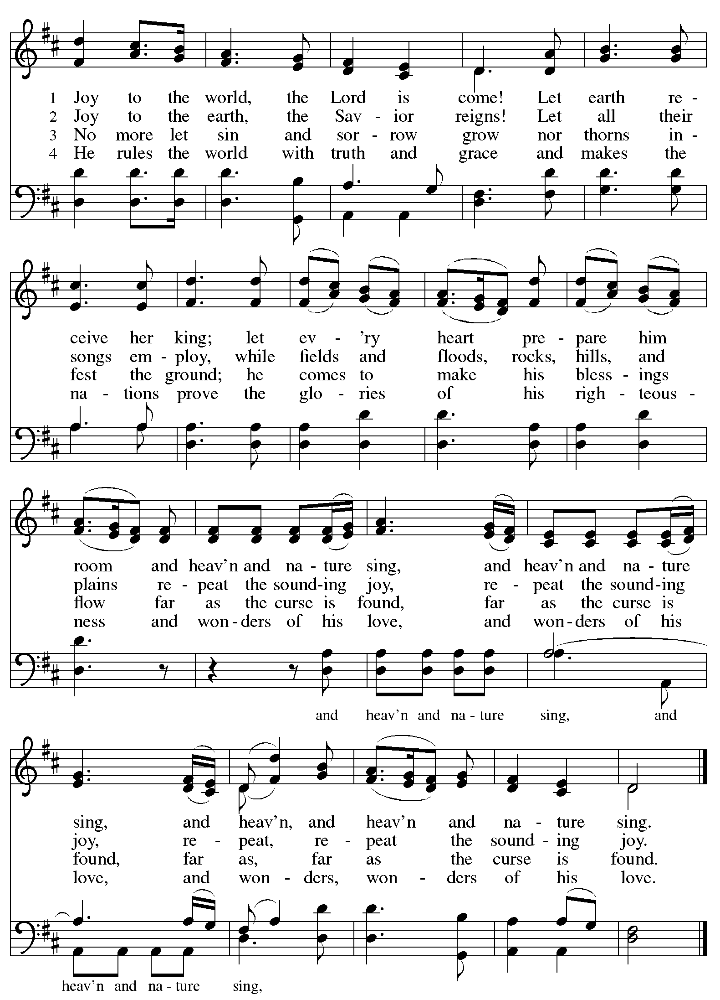 1 Joy to the world, the Lord is come! Let earth re -
2 Joy to the earth, the Sav - ior reigns! Let all their
3 No more let sin and sor - row grow nor thorns in -
4 He rules the world with truth and grace and makes the
ceive her king; let ev - 'ry heart pre - pare him
songs em - ploy, while fields and floods, rocks, hills, and
fest the ground; he comes to make his bless - ings
na - tions prove the glo - ries of his righ - teous -
room and heav'n and na - ture sing, and heav'n and na - ture
plains re - peat the sound - ing joy, re - peat the sound - ing
flow far as the curse is found, far as the curse is
ness and won - ders of his love, and won - ders of his
and heav'n and na - ture sing, and
sing, and heav'n, and heav'n and na - ture sing.
joy, re - peat, re - peat the sound - ing joy.
found, far as, far as the curse is found.
love, and won - ders, won - ders of his love.
heav'n and na - ture sing,